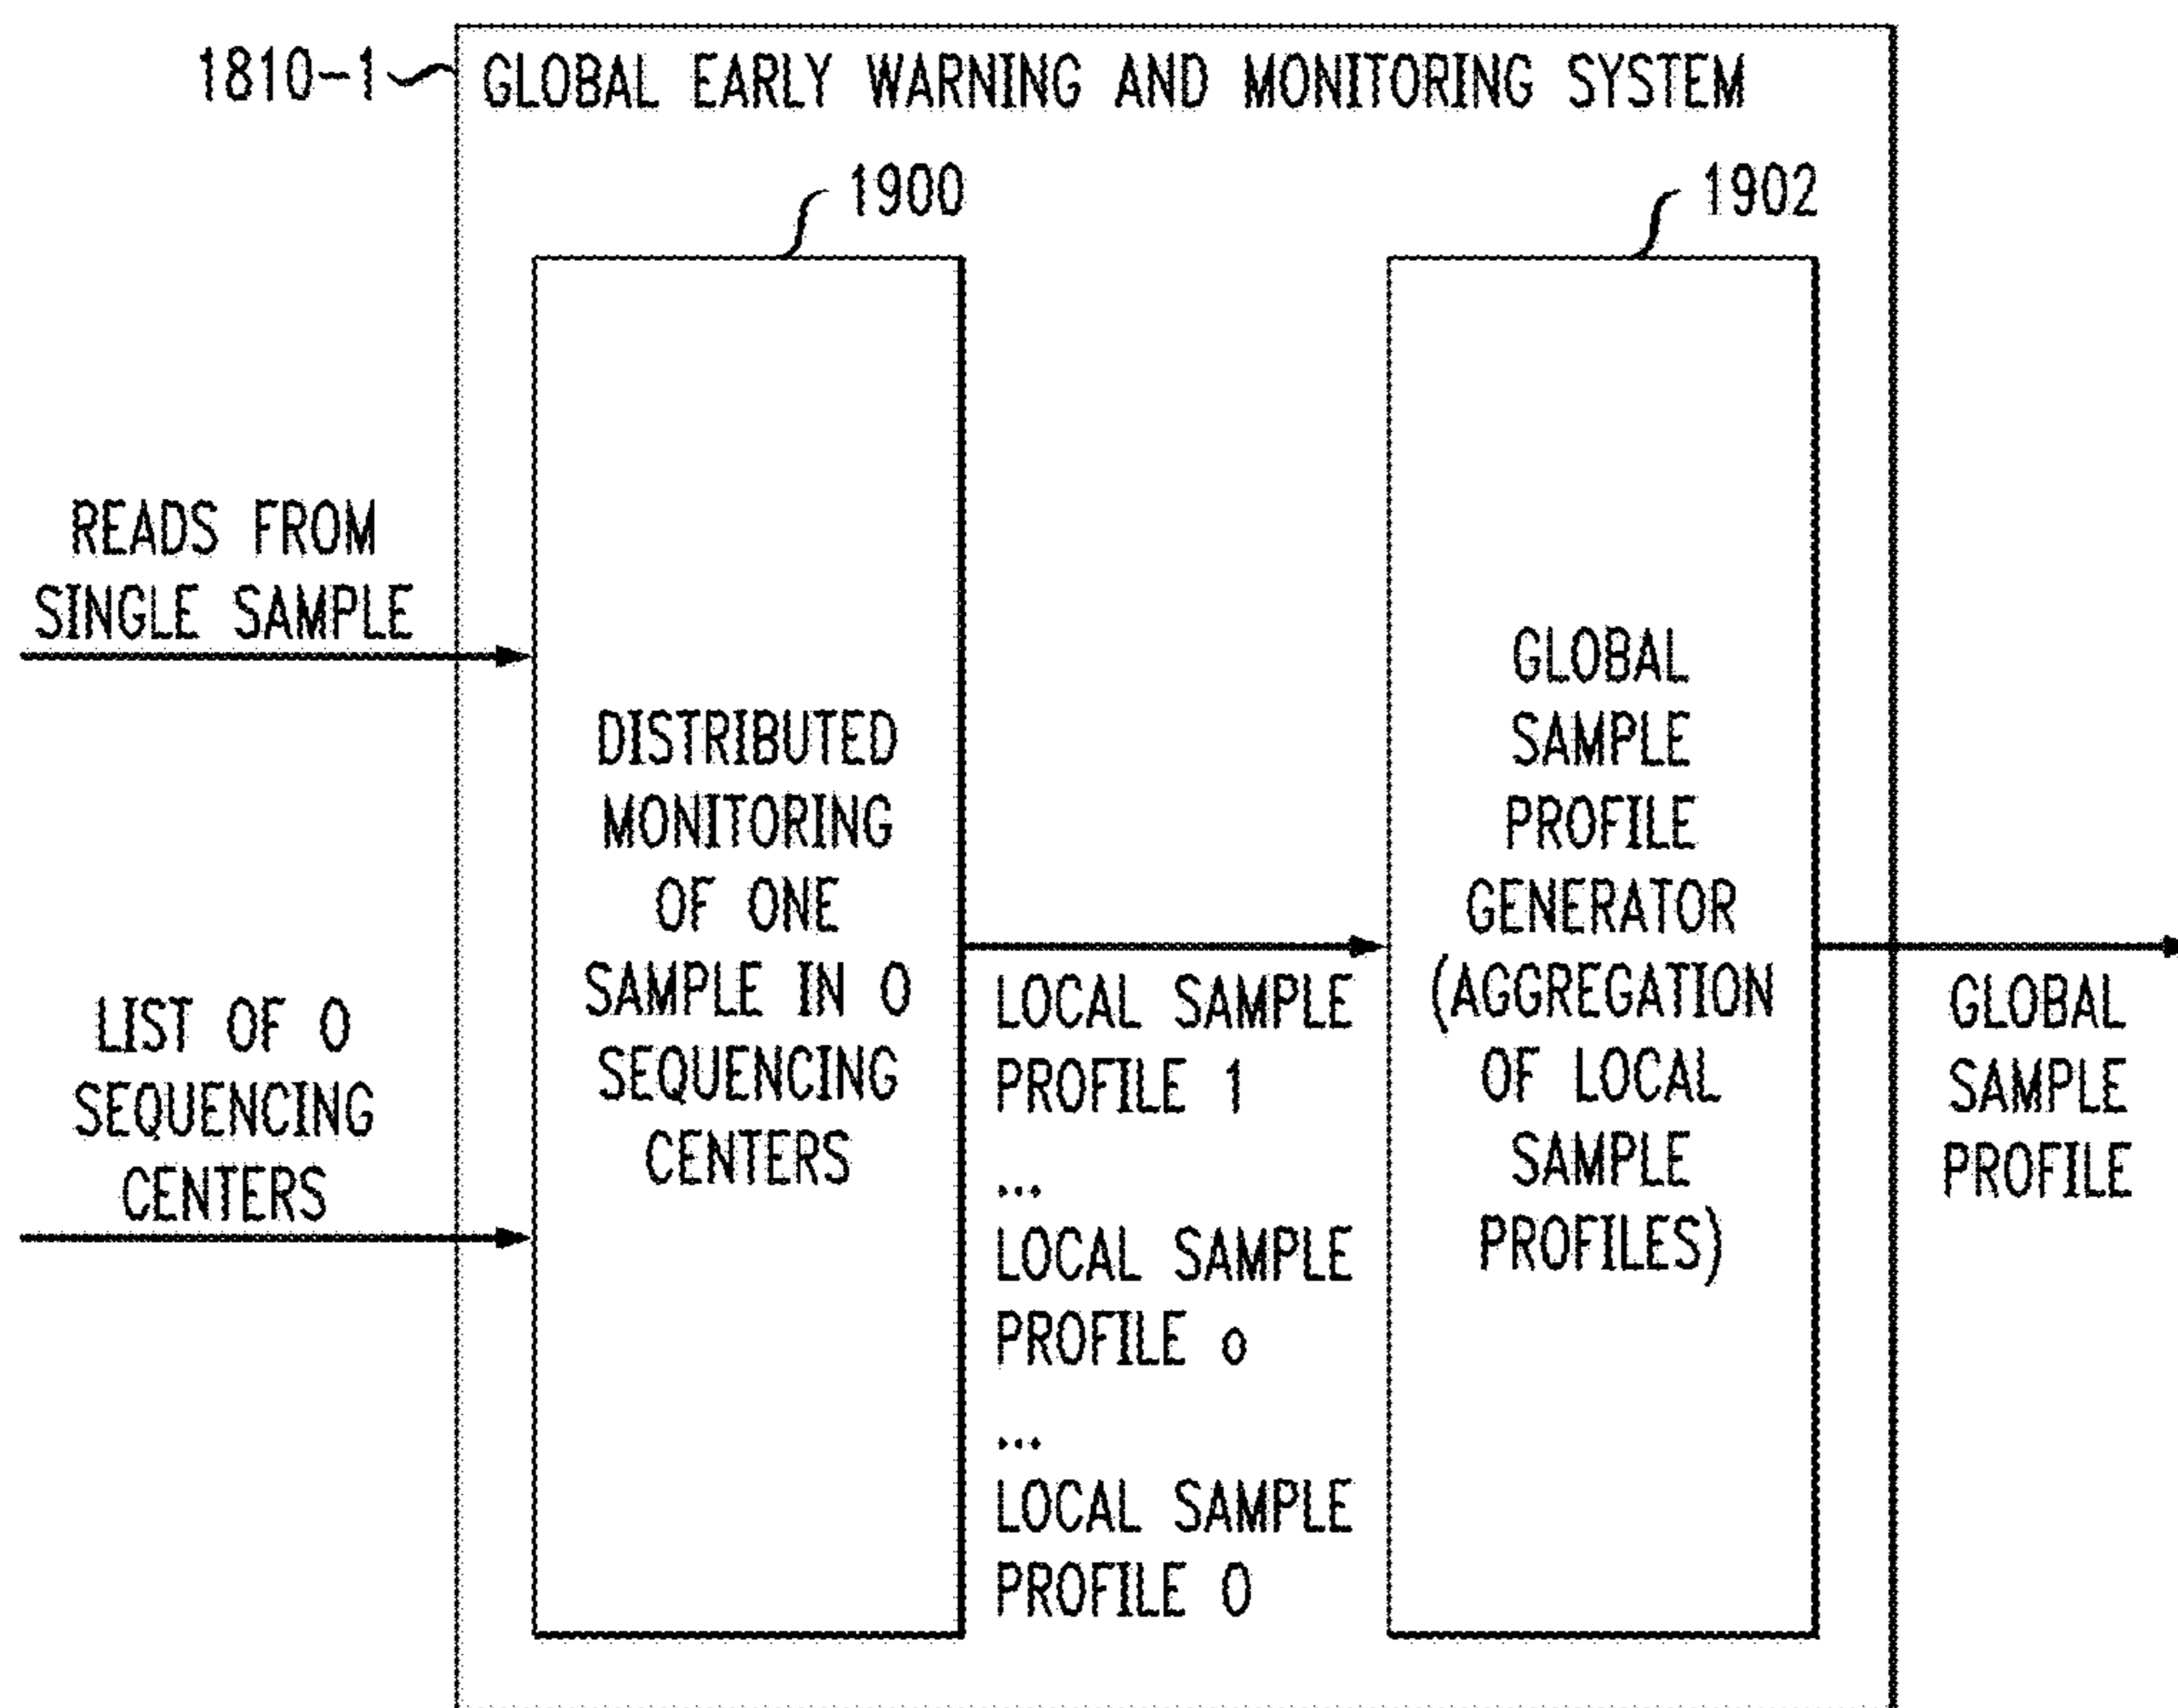 1810-1
GLOBAL EARLY WARNING AND MONITORING SYSTEM
1900
1902
READS FROM
SINGLE SAMPLE
LIST OF O
SEQUENCING
CENTERS
DISTRIBUTED
MONITORING
OF ONE
SAMPLE IN O
SEQUENCING
CENTERS
LOCAL SAMPLE
PROFILE 1
...
LOCAL SAMPLE
PROFILE o
...
LOCAL SAMPLE
PROFILE O
GLOBAL
SAMPLE
PROFILE
GENERATOR
(AGGREGATION
OF LOCAL
SAMPLE
PROFILES)
GLOBAL
SAMPLE
PROFILE